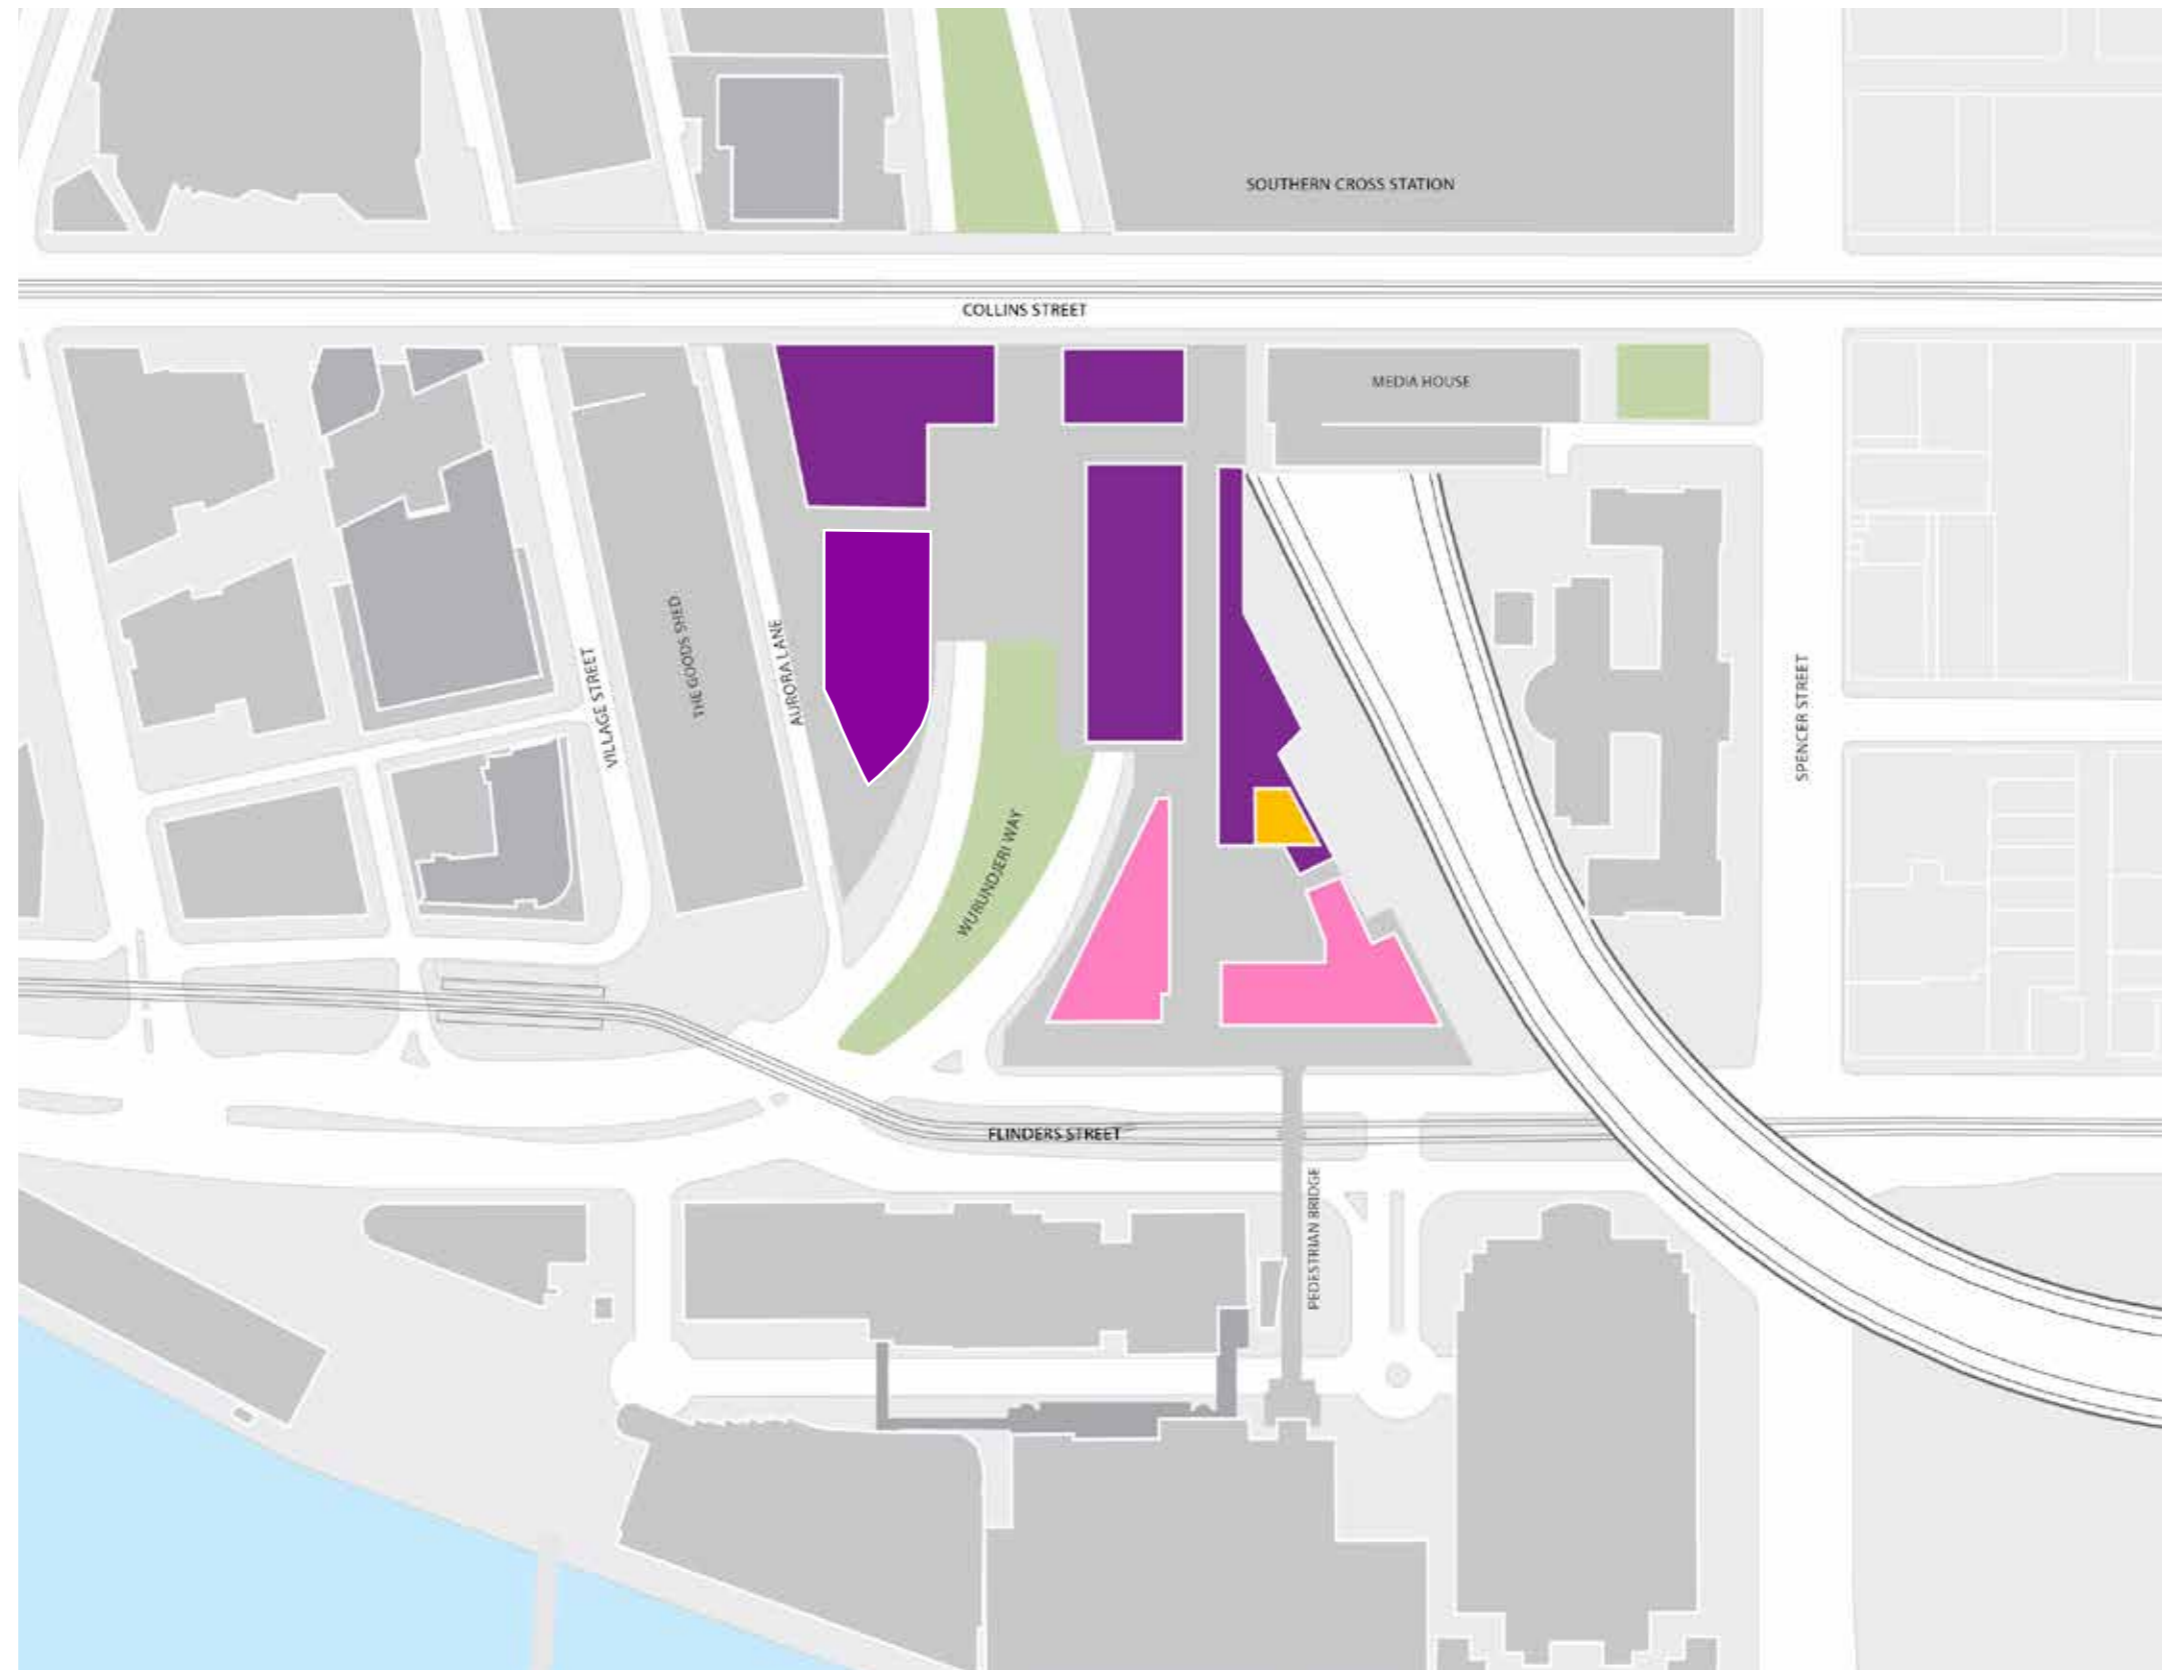 SOUTHERN CROSS STATION
COLLINS STREET
MEDIA HOUSE
THE GOODS SHED
AURORA LANE
VILLAGE STREET
SPENCER STREET
WURUNDJERI WAY
FLINDERS STREET
PEDESTRIAN BRIDGE